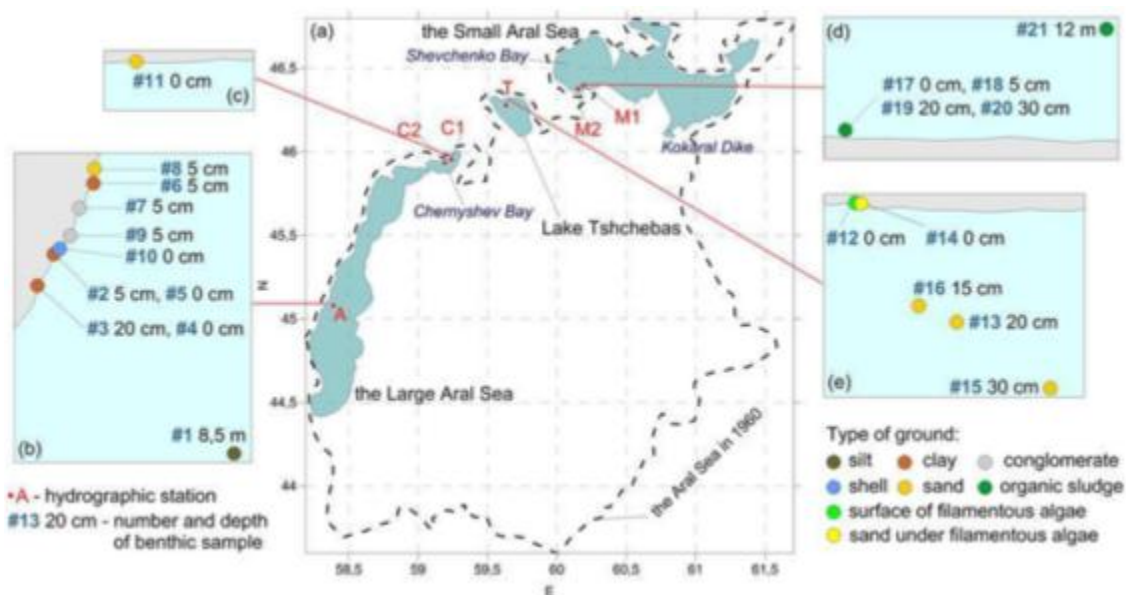 (a)
the Small Aral Sea
Shevchenko Bay
46,5
T
C2
C1
M2
M1
46
Kokaral Dike
Chernyshev Bay
Lake Tshchebas
45,5
N
45
A
the Large Aral Sea
44,5
the Aral Sea in 1960
44
58,5
59
59,5
60
60,5
61
61,5
E
#11 0 cm
(c)
#8 5 cm
#6 5 cm
#7 5 cm
#9 5 cm
#10 0 cm
#2 5 cm, #5 0 cm
#3 20 cm, #4 0 cm
#1 8,5 m
(b)
•A - hydrographic station
#13 20 cm - number and depth
of benthic sample
(d)
#21 12 m
#17 0 cm, #18 5 cm
#19 20 cm, #20 30 cm
#12 0 cm
#14 0 cm
#16 15 cm
#13 20 cm
#15 30 cm
(e)
Type of ground:
silt
clay
conglomerate
shell
sand
organic sludge
surface of filamentous algae
sand under filamentous algae